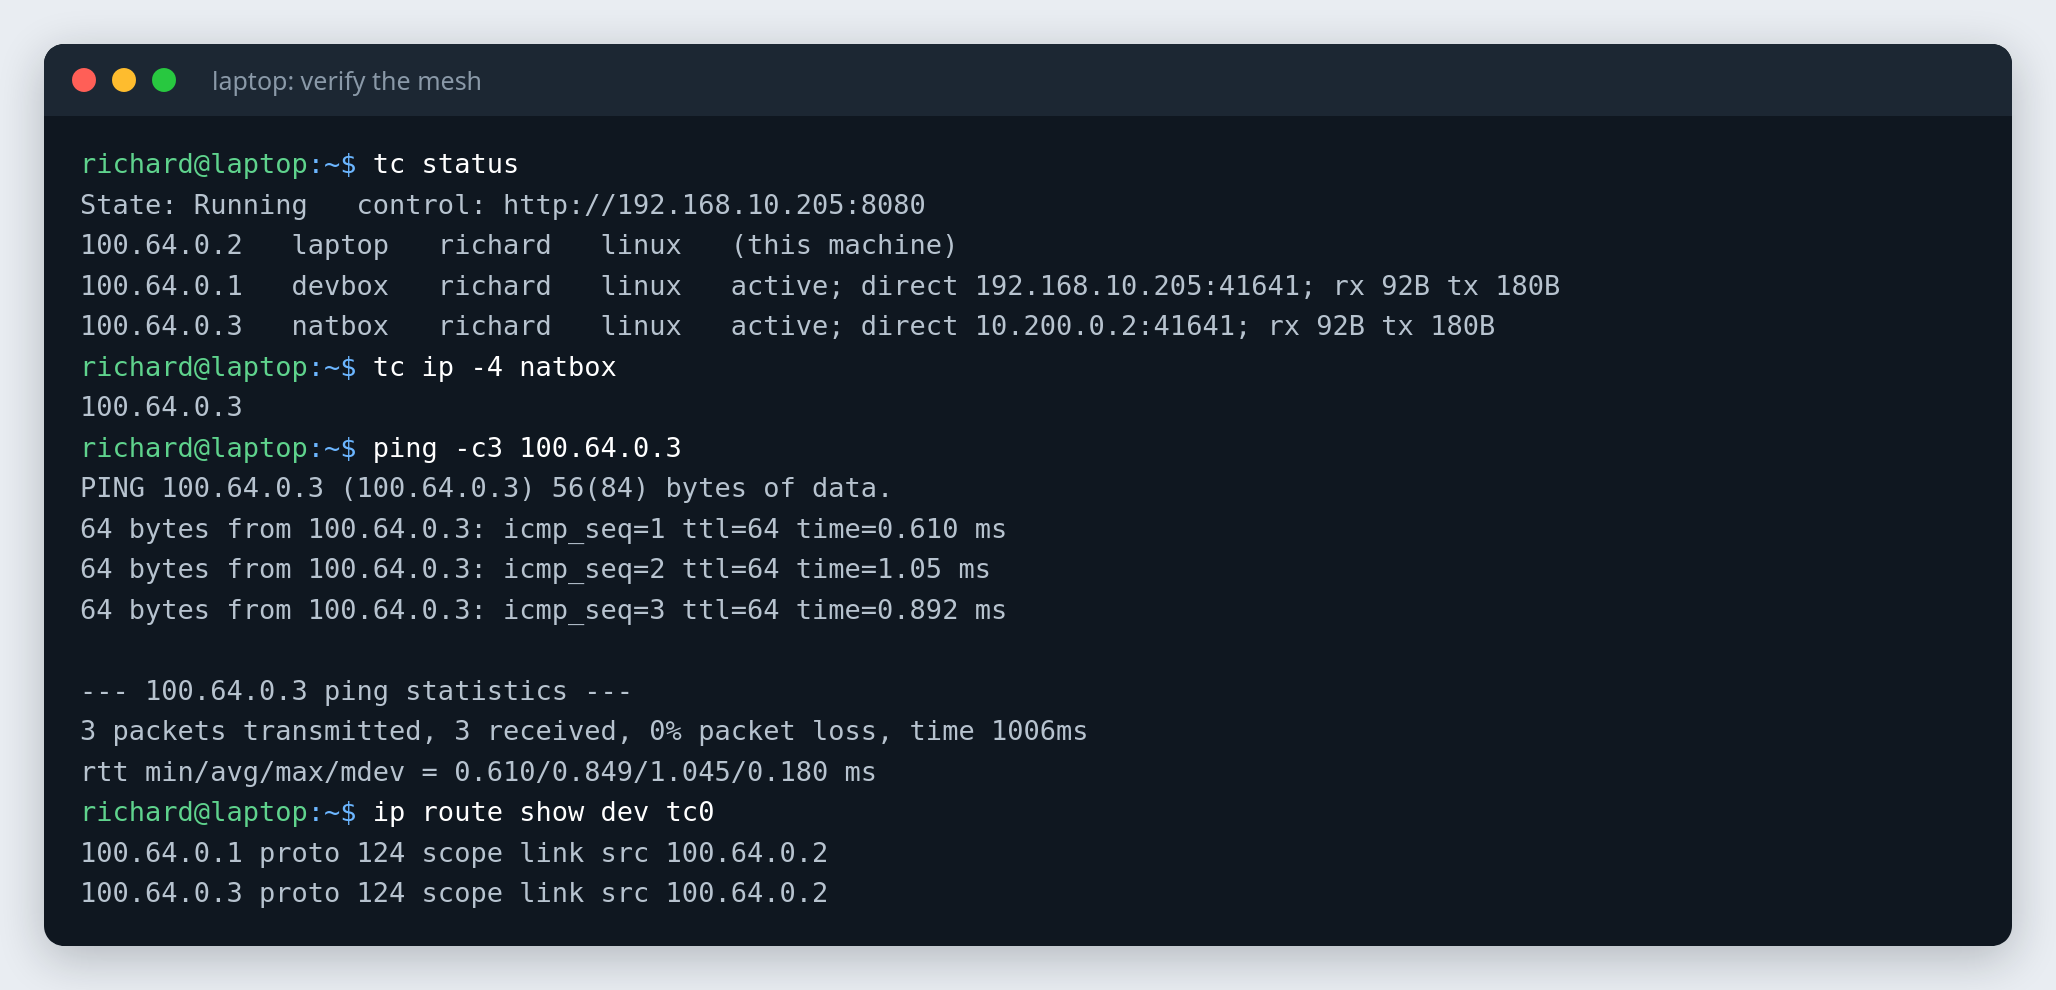 laptop: verify the mesh
richard@laptop:~$ tc status
State: Running   control: http://192.168.10.205:8080
100.64.0.2   laptop   richard   linux   (this machine)
100.64.0.1   devbox   richard   linux   active; direct 192.168.10.205:41641; rx 92B tx 180B
100.64.0.3   natbox   richard   linux   active; direct 10.200.0.2:41641; rx 92B tx 180B
richard@laptop:~$ tc ip -4 natbox
100.64.0.3
richard@laptop:~$ ping -c3 100.64.0.3
PING 100.64.0.3 (100.64.0.3) 56(84) bytes of data.
64 bytes from 100.64.0.3: icmp_seq=1 ttl=64 time=0.610 ms
64 bytes from 100.64.0.3: icmp_seq=2 ttl=64 time=1.05 ms
64 bytes from 100.64.0.3: icmp_seq=3 ttl=64 time=0.892 ms
--- 100.64.0.3 ping statistics ---
3 packets transmitted, 3 received, 0% packet loss, time 1006ms
rtt min/avg/max/mdev = 0.610/0.849/1.045/0.180 ms
richard@laptop:~$ ip route show dev tc0
100.64.0.1 proto 124 scope link src 100.64.0.2
100.64.0.3 proto 124 scope link src 100.64.0.2